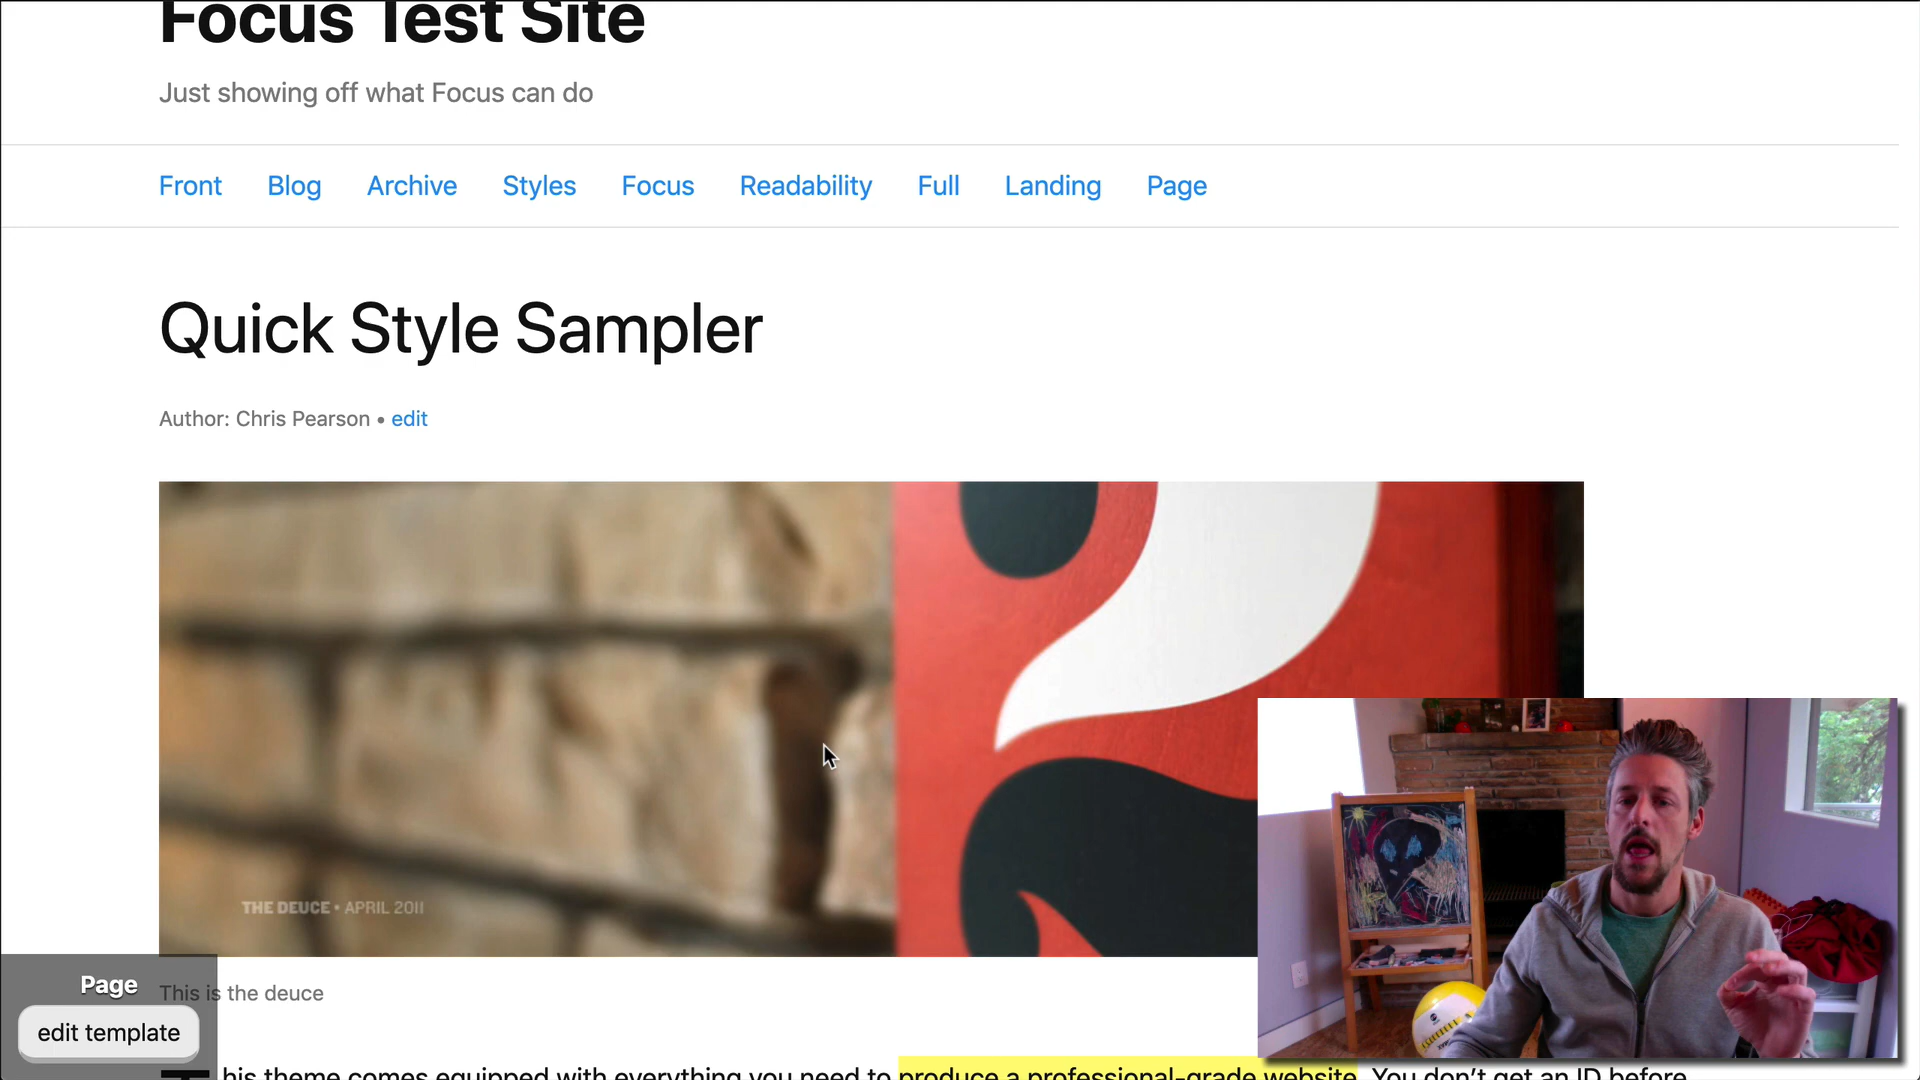 Focus Test Site
Just showing off what Focus can do
Front Blog Archive Styles Focus Readability Full Landing Page
Quick Style Sampler
Author: Chris Pearson • edit
THE DEUCE • APRIL 2011
This is the deuce
Page
edit template
his theme comes equipped with everything you need to produce a professional-grade website. You don't get an ID before